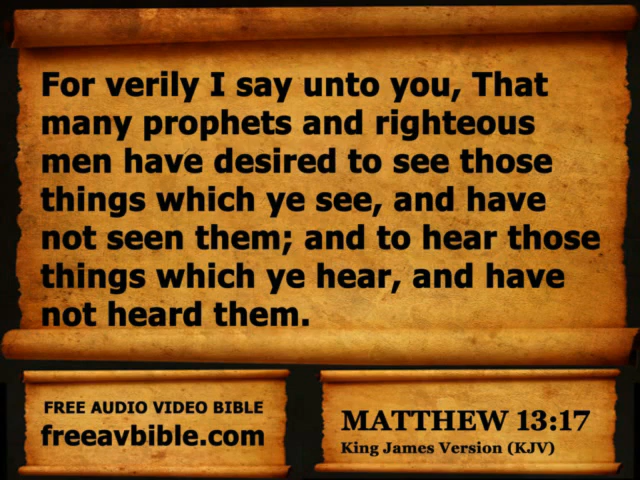 For verily I say unto you, That
many prophets and righteous
men have desired to see those
things which ye see, and have
not seen them; and to hear those
things which ye hear, and have
not heard them.
FREE AUDIO VIDEO BIBLE
freeavbible.com
MATTHEW 13:17
King James Version (KJV)